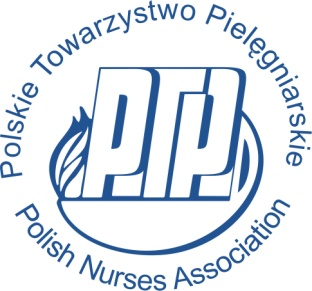 Polskie Towarzystwo Pielęgniarskie
PTP
Polish Nurses Association